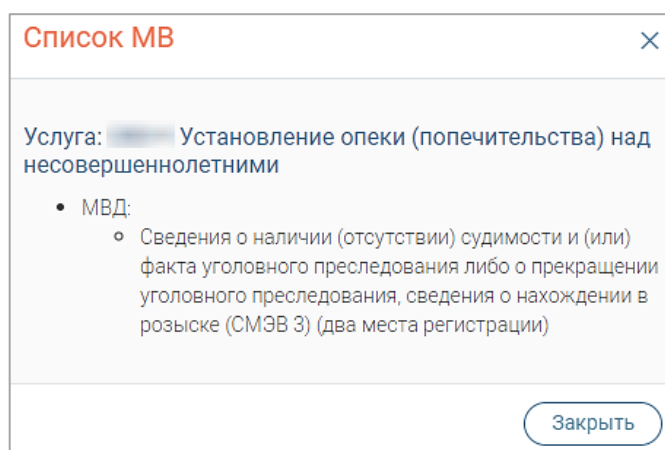 Список МВ
Услуга: Установление опеки (попечительства) над
несовершеннолетними
МВД:
Сведения о наличии (отсутствии) судимости и (или)
факта уголовного преследования либо о прекращении
уголовного преследования, сведения о нахождении в
розыске (СМЭВ 3) (два места регистрации)
Закрыть